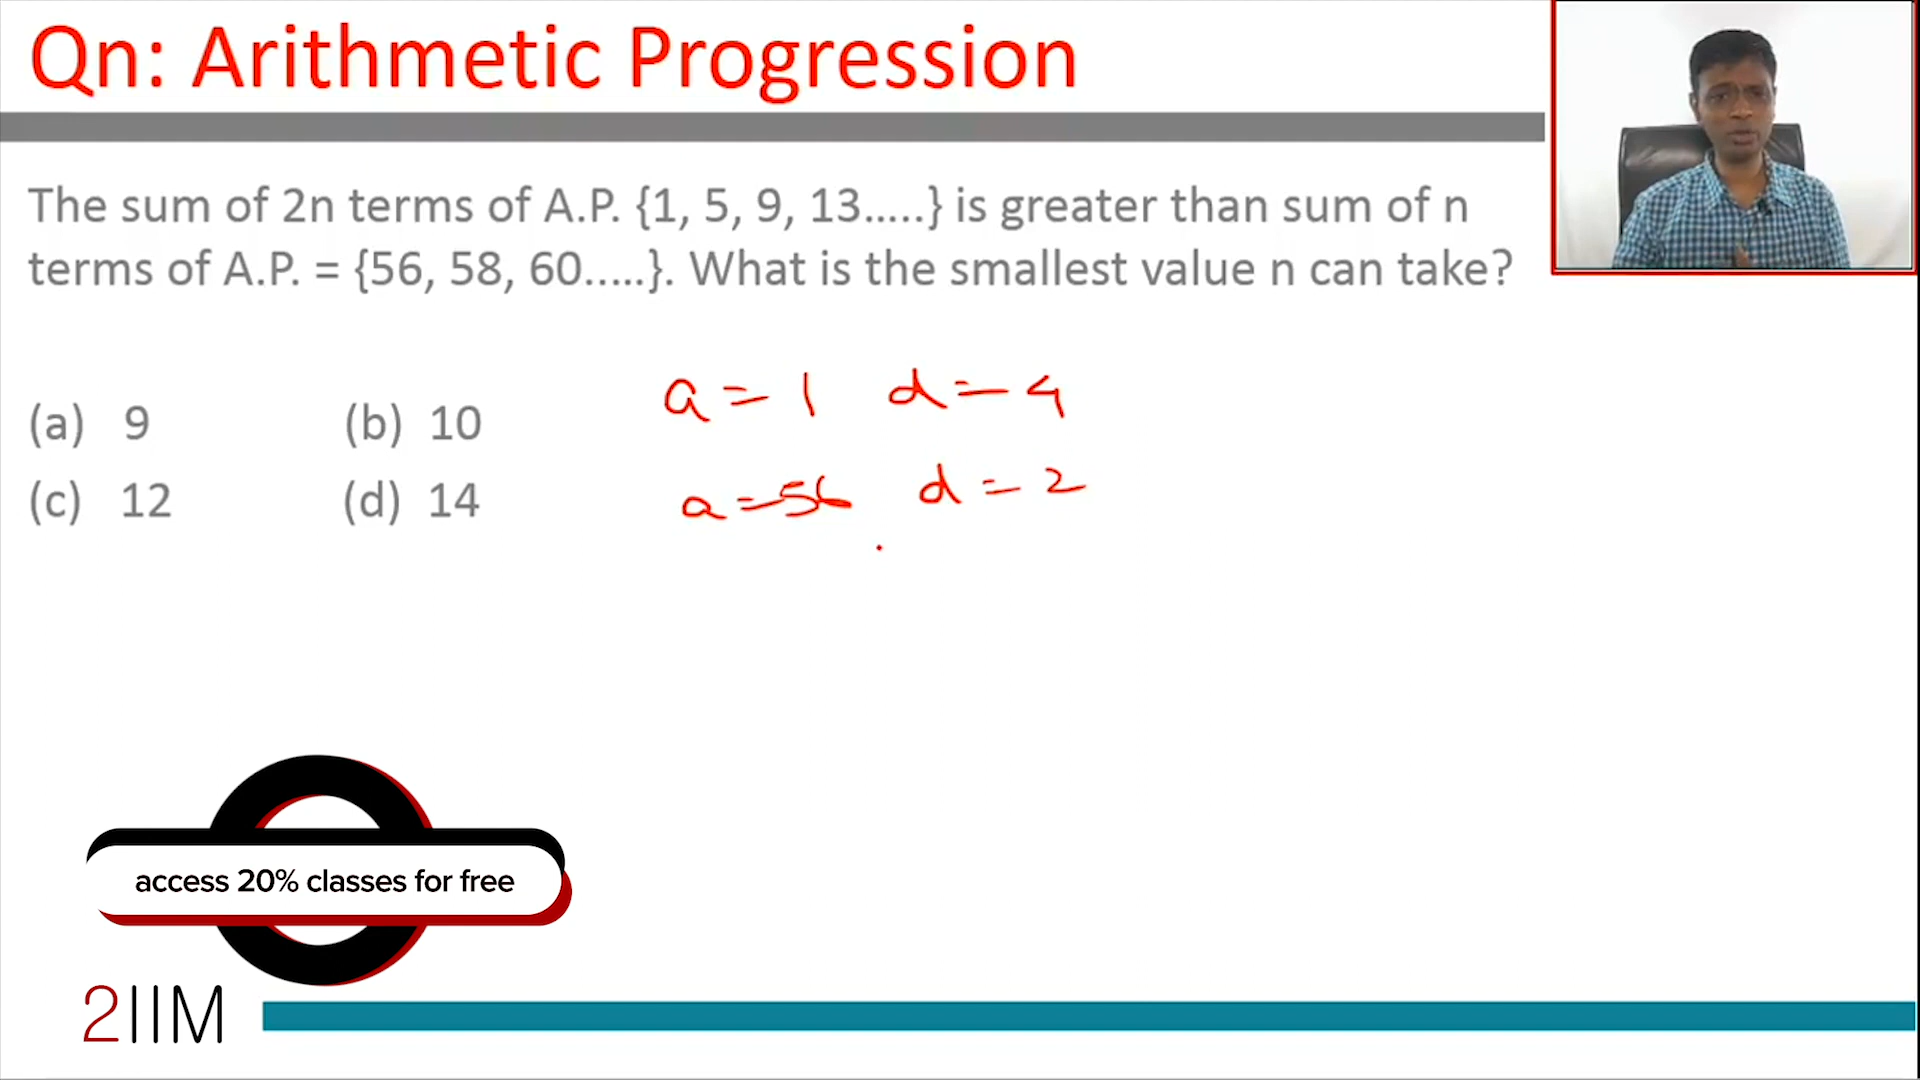 Qn: Arithmetic Progression
The sum of 2n terms of A.P. {1, 5, 9, 13.....} is greater than sum of n
terms of A.P. = {56, 58, 60.....}. What is the smallest value n can take?
(a) 9 (b) 10
(c) 12 (d) 14
a = 1 d = 4
a = 56 d = 2
access 20% classes for free
2IIM